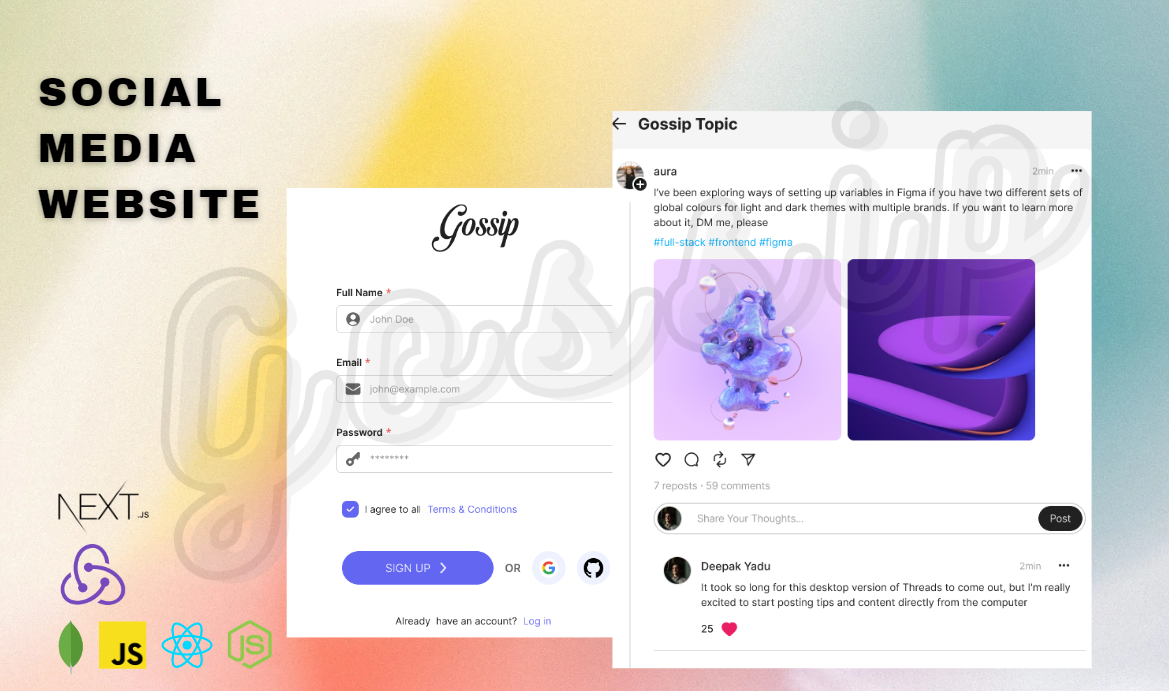 SOCIAL
MEDIA
WEBSITE
Gossip
Gossip
Full Name *
John Doe
Email *
john@example.com
Password *
********
I agree to all Terms & Conditions
SIGN UP
OR
Already have an account? Log in
Gossip Topic
aura
2min
I've been exploring ways of setting up variables in Figma if you have two different sets of
global colours for light and dark themes with multiple brands. If you want to learn more
about it, DM me, please
#full-stack #frontend #figma
7 reposts · 59 comments
Share Your Thoughts...
Post
Deepak Yadu
2min
It took so long for this desktop version of Threads to come out, but I'm really
excited to start posting tips and content directly from the computer
25
NEXT.JS
JS
JS